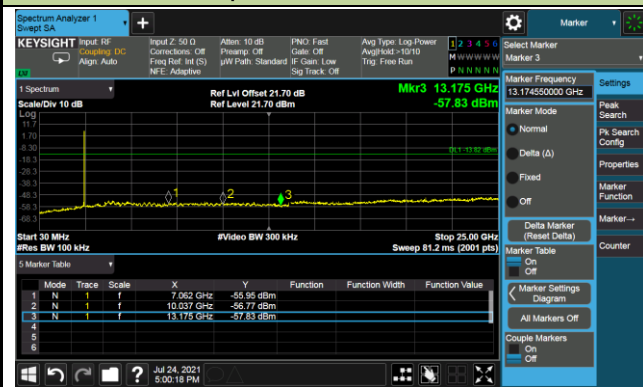 Spectrum Analyzer 1
Swept SA
Marker
KEYSIGHT
Input: RF
Coupling: DC
Align: Auto
Input Z: 50 Ω
Corrections: Off
Freq Ref: Int (S)
NFE: Adaptive
Atten: 10 dB
Preamp: Off
µW Path: Standard
PNO: Fast
Gate: Off
IF Gain: Low
Sig Track: Off
Avg Type: Log-Power
Avg|Hold:>10/10
Trig: Free Run
1 2 3 4 5 6
M W W W W W
P N N N N N
Select Marker
Marker 3
1 Spectrum
Scale/Div 10 dB
Log
Ref Lvl Offset 21.70 dB
Ref Level 21.70 dBm
Mkr3 13.175 GHz
-57.83 dBm
11.7
1.70
-8.30
-18.3
-28.3
-38.3
-48.3
-58.3
-68.3
DL1 -13.82 dBm
1
2
3
Start 30 MHz
#Res BW 100 kHz
#Video BW 300 kHz
Stop 25.00 GHz
Sweep 81.2 ms (2001 pts)
5 Marker Table
Mode Trace Scale X Y Function Function Width Function Value
1 N 1 f 7.062 GHz -55.95 dBm
2 N 1 f 10.037 GHz -56.77 dBm
3 N 1 f 13.175 GHz -57.83 dBm
4
5
6
Marker Frequency
13.174550000 GHz
Marker Mode
Normal
Delta (Δ)
Fixed
Off
Delta Marker
(Reset Delta)
Marker Table
On
Off
Marker Settings
Diagram
All Markers Off
Couple Markers
On
Off
Settings
Peak
Search
Pk Search
Config
Properties
Marker
Function
Marker→
Counter
Jul 24, 2021
5:00:18 PM